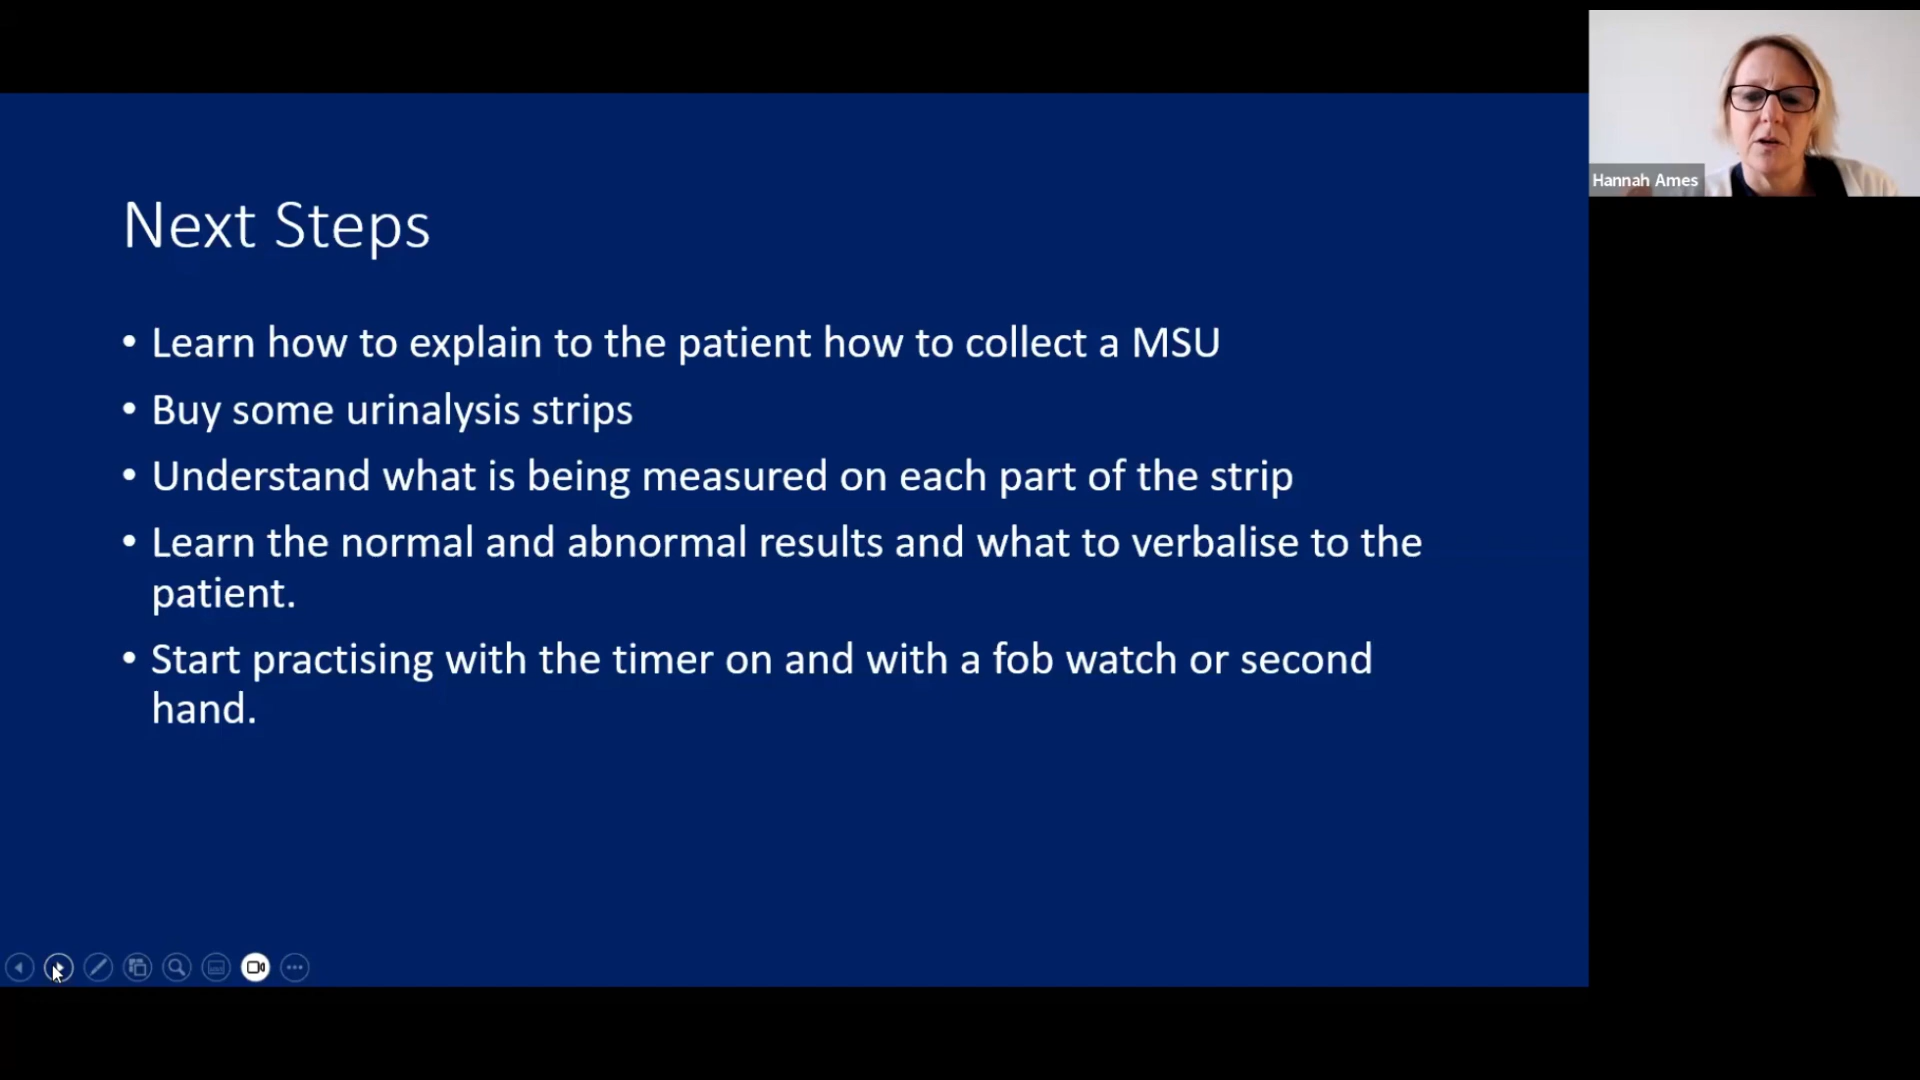 Next Steps
• Learn how to explain to the patient how to collect a MSU
• Buy some urinalysis strips
• Understand what is being measured on each part of the strip
• Learn the normal and abnormal results and what to verbalise to the
patient.
• Start practising with the timer on and with a fob watch or second
hand.
Hannah Ames